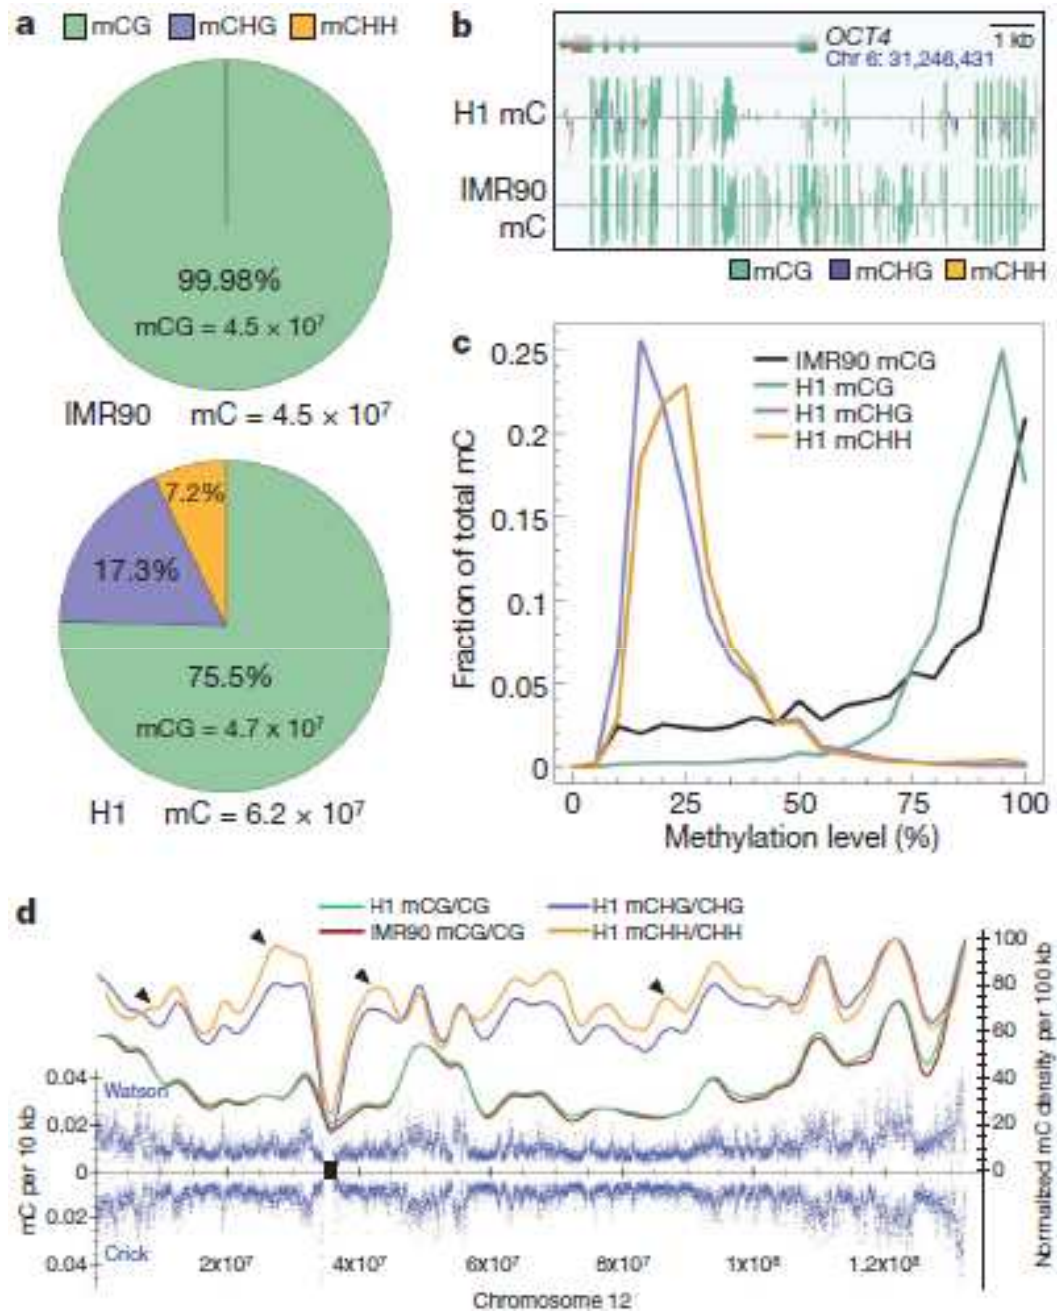 a mCG mCHG mCHH
99.98%
mCG = 4.5 × 10⁷
IMR90 mC = 4.5 × 10⁷
7.2%
17.3%
75.5%
mCG = 4.7 x 10⁷
H1 mC = 6.2 × 10⁷
b
OCT4 1 kb
Chr 6: 31,246,431
H1 mC
IMR90
mC
mCG mCHG mCHH
c
IMR90 mCG
H1 mCG
H1 mCHG
H1 mCHH
Fraction of total mC
0.25
0.2
0.15
0.1
0.05
0
0 25 50 75 100
Methylation level (%)
d
H1 mCG/CG H1 mCHG/CHG
IMR90 mCG/CG H1 mCHH/CHH
mC per 10 kb
0.04
0.02
0
0
0.02
0.04
Watson
Crick
100
80
60
40
20
0
Normalized mC density per 100 kb
2x10⁷ 4x10⁷ 6x10⁷ 8x10⁷ 1x10⁸ 1.2x10⁸
Chromosome 12